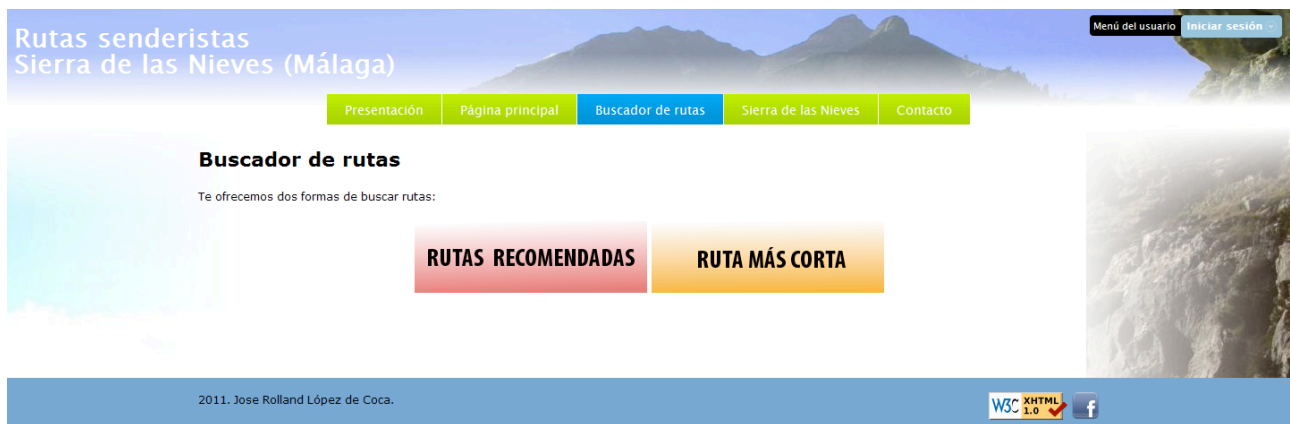 Rutas senderistas
Sierra de las Nieves (Málaga)
Menú del usuario Iniciar sesión
Presentación Página principal Buscador de rutas Sierra de las Nieves Contacto
Buscador de rutas
Te ofrecemos dos formas de buscar rutas:
RUTAS RECOMENDADAS RUTA MÁS CORTA
2011. Jose Rolland López de Coca.
W3C XHTML
1.0
f